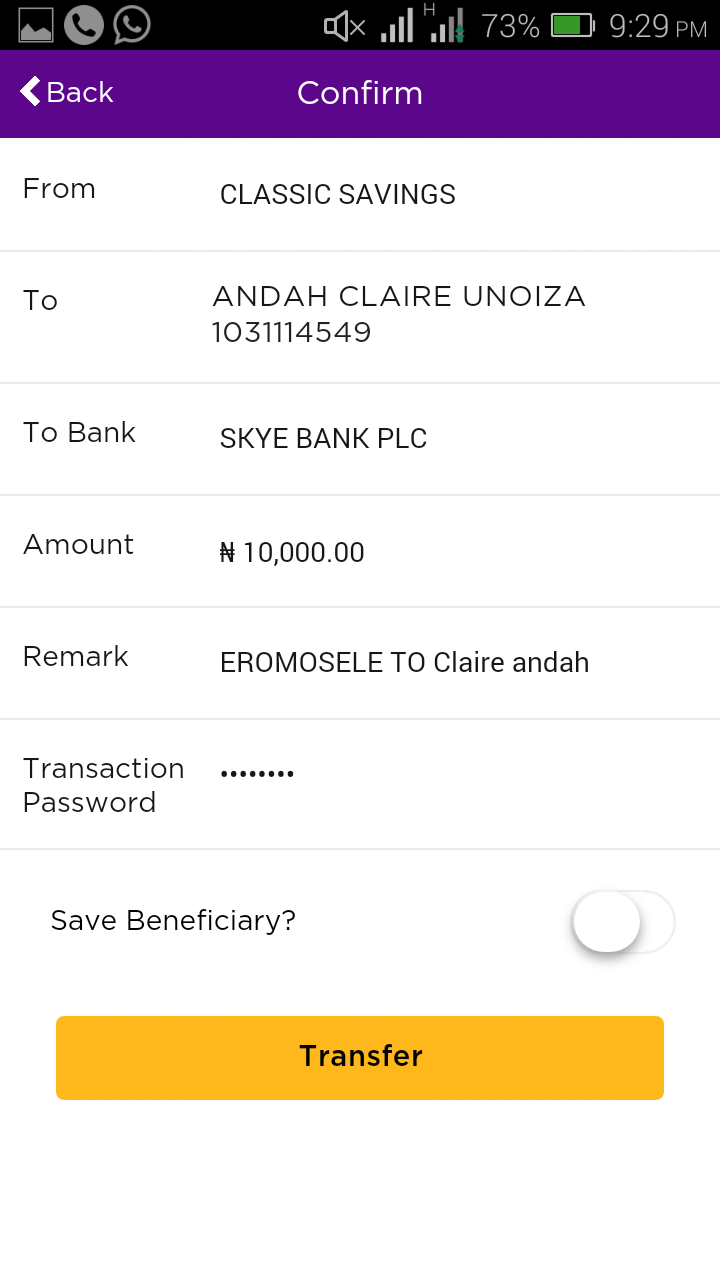 H 73% 9:29 PM
Back Confirm
From CLASSIC SAVINGS
To ANDAH CLAIRE UNOIZA
1031114549
To Bank SKYE BANK PLC
Amount ₦ 10,000.00
Remark EROMOSELE TO Claire andah
Transaction ••••••••
Password
Save Beneficiary?
Transfer